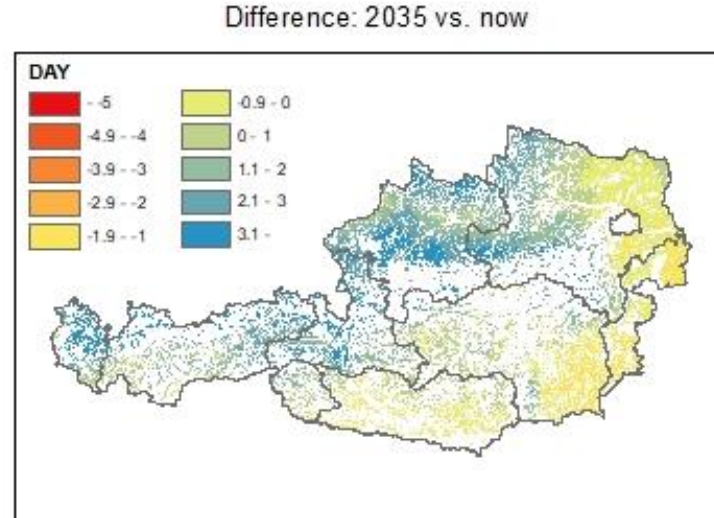 Difference: 2035 vs. now
DAY
- -5
-4.9 - -4
-3.9 - -3
-2.9 - -2
-1.9 - -1
-0.9 - 0
0 - 1
1.1 - 2
2.1 - 3
3.1 -